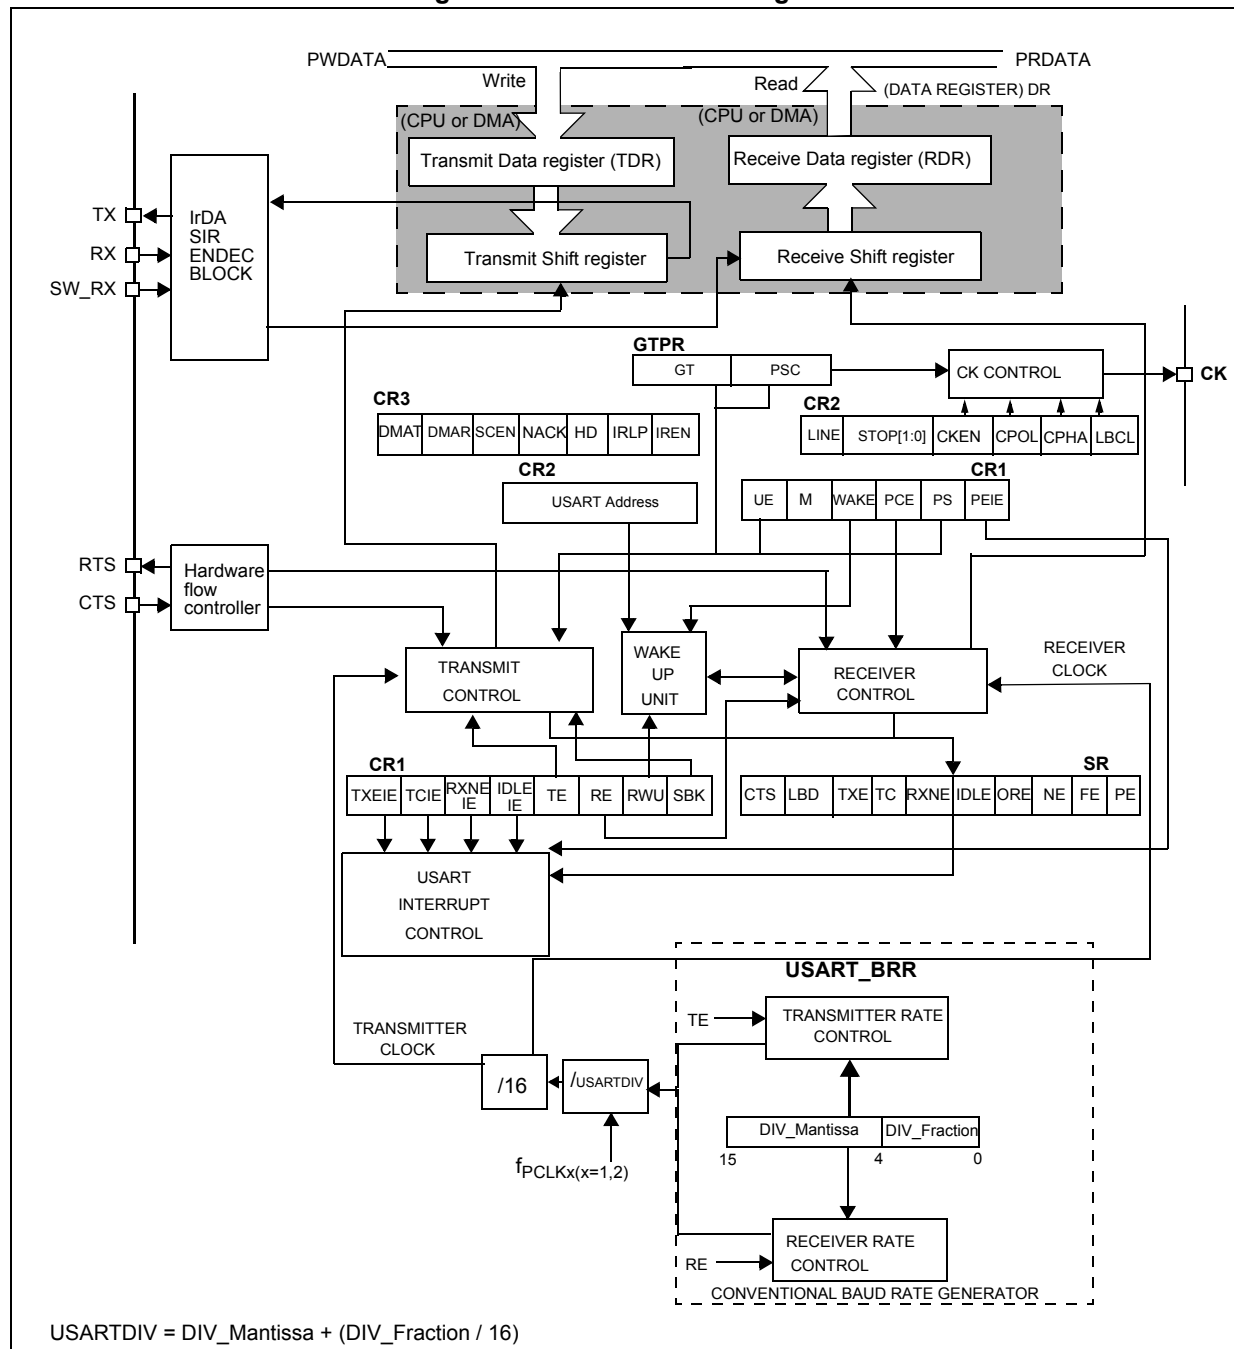 PWDATA
PRDATA
Write
Read
(DATA REGISTER) DR
(CPU or DMA)
(CPU or DMA)
Transmit Data register (TDR)
Receive Data register (RDR)
TX
RX
SW_RX
IrDA
SIR
ENDEC
BLOCK
Transmit Shift register
Receive Shift register
GTPR
GT
PSC
CK CONTROL
CK
CR3
DMAT
DMAR
SCEN
NACK
HD
IRLP
IREN
CR2
LINE
STOP[1:0]
CKEN
CPOL
CPHA
LBCL
CR2
USART Address
CR1
UE
M
WAKE
PCE
PS
PEIE
RTS
CTS
Hardware
flow
controller
TRANSMIT
CONTROL
WAKE
UP
UNIT
RECEIVER
CONTROL
RECEIVER
CLOCK
CR1
TXEIE
TCIE
RXNE
IE
IDLE
IE
TE
RE
RWU
SBK
SR
CTS
LBD
TXE
TC
RXNE
IDLE
ORE
NE
FE
PE
USART
INTERRUPT
CONTROL
USART_BRR
TE
TRANSMITTER RATE
CONTROL
TRANSMITTER
CLOCK
/16
/USARTDIV
fPCLKx(x=1,2)
DIV_Mantissa
DIV_Fraction
15
4
0
RE
RECEIVER RATE
CONTROL
CONVENTIONAL BAUD RATE GENERATOR
USARTDIV = DIV_Mantissa + (DIV_Fraction / 16)